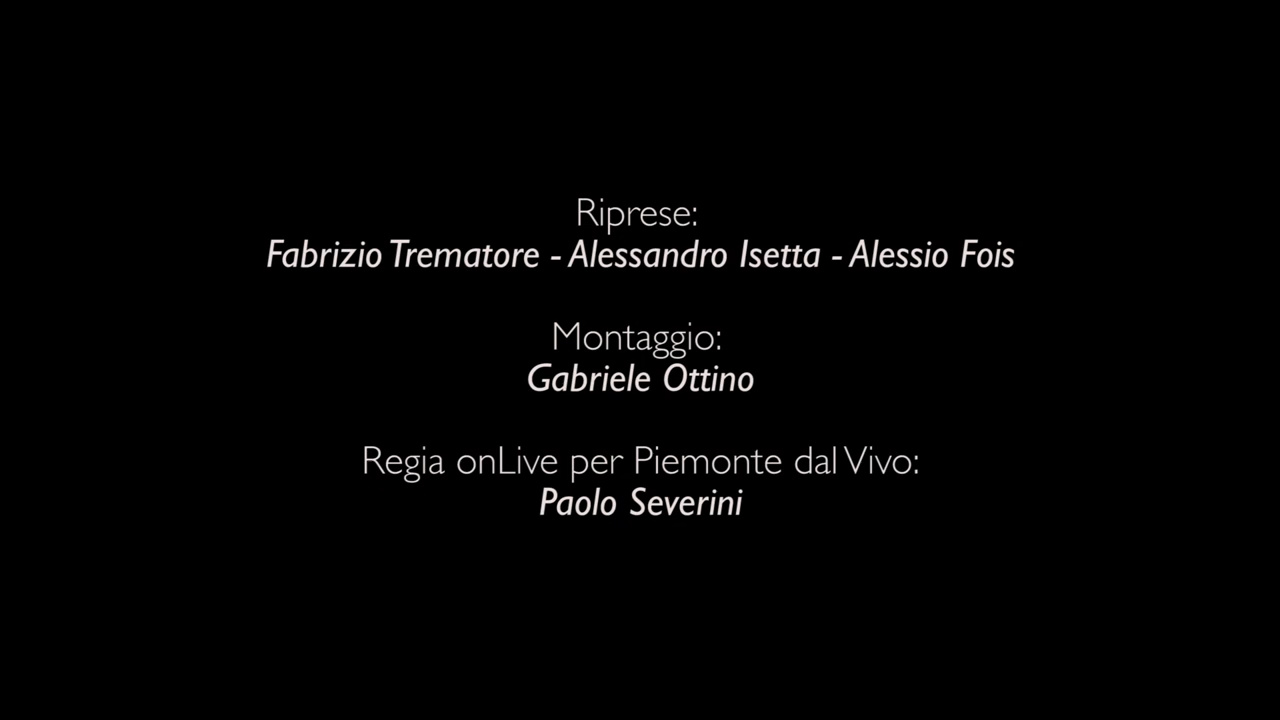 Riprese:
Fabrizio Trematore - Alessandro Isetta - Alessio Fois
Montaggio:
Gabriele Ottino
Regia onLive per Piemonte dal Vivo:
Paolo Severini